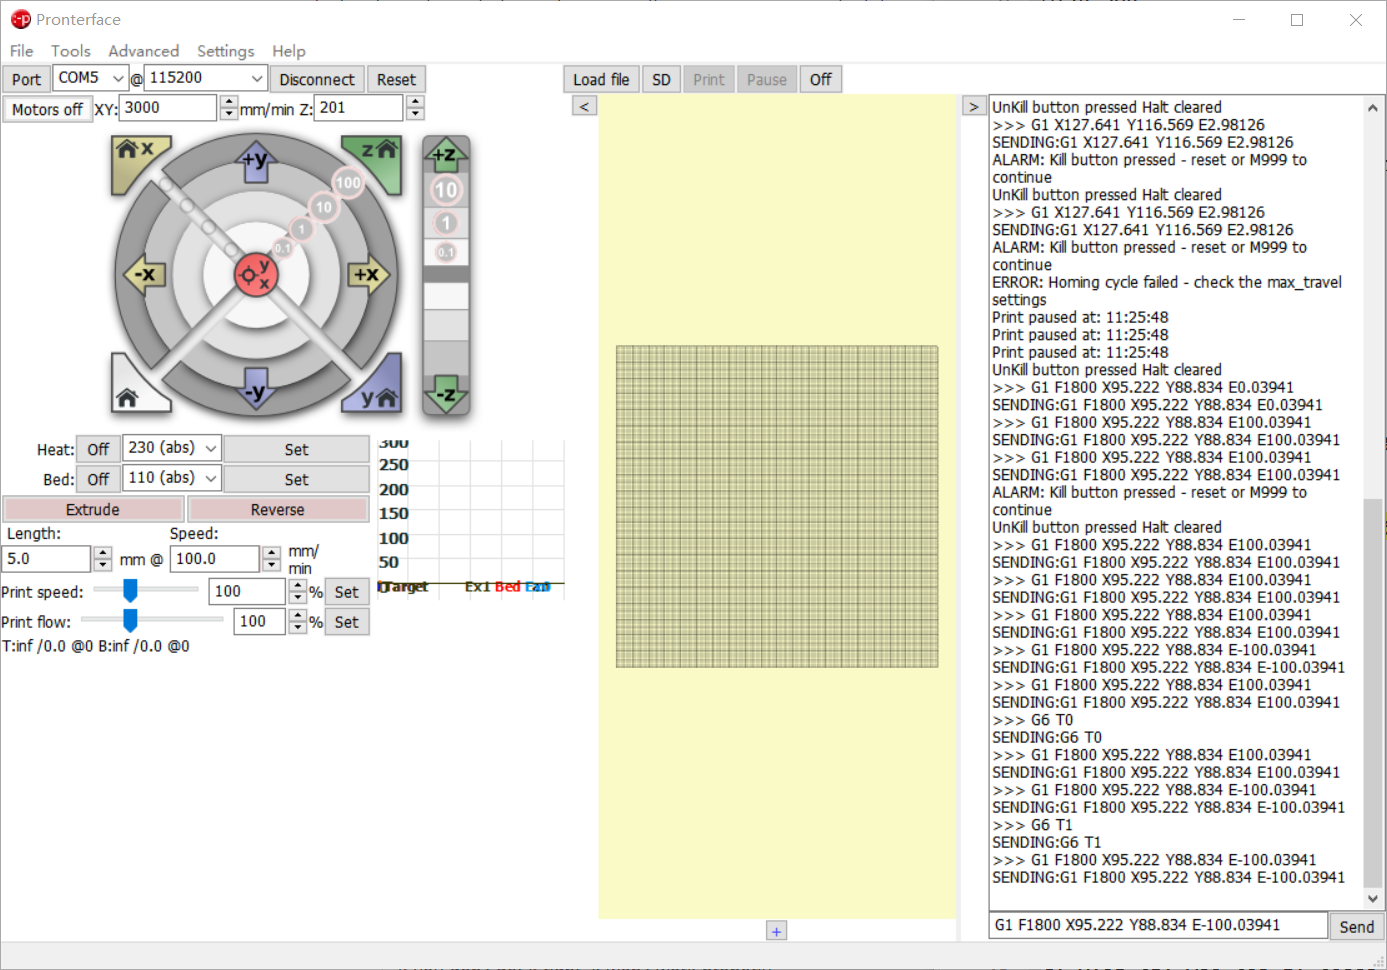 Pronterface
File Tools Advanced Settings Help
Port COM5 @ 115200 Disconnect Reset Load file SD Print Pause Off
Motors off XY: 3000 mm/min Z: 201 < >
x +y z 100 10 1 0.1 -x y x +x -y y
+z 10 1 0.1 -z
Heat: Off 230 (abs) Set
Bed: Off 110 (abs) Set
Extrude Reverse
Length: Speed:
5.0 mm @ 100.0 mm/
min
Print speed: 100 % Set
Print flow: 100 % Set
T:inf /0.0 @0 B:inf /0.0 @0
300
250
200
150
100
50
Target Ex1 Bed
+
UnKill button pressed Halt cleared
>>> G1 X127.641 Y116.569 E2.98126
SENDING:G1 X127.641 Y116.569 E2.98126
ALARM: Kill button pressed - reset or M999 to
continue
UnKill button pressed Halt cleared
>>> G1 X127.641 Y116.569 E2.98126
SENDING:G1 X127.641 Y116.569 E2.98126
ALARM: Kill button pressed - reset or M999 to
continue
ERROR: Homing cycle failed - check the max_travel
settings
Print paused at: 11:25:48
Print paused at: 11:25:48
Print paused at: 11:25:48
UnKill button pressed Halt cleared
>>> G1 F1800 X95.222 Y88.834 E0.03941
SENDING:G1 F1800 X95.222 Y88.834 E0.03941
>>> G1 F1800 X95.222 Y88.834 E100.03941
SENDING:G1 F1800 X95.222 Y88.834 E100.03941
>>> G1 F1800 X95.222 Y88.834 E100.03941
SENDING:G1 F1800 X95.222 Y88.834 E100.03941
ALARM: Kill button pressed - reset or M999 to
continue
UnKill button pressed Halt cleared
>>> G1 F1800 X95.222 Y88.834 E100.03941
SENDING:G1 F1800 X95.222 Y88.834 E100.03941
>>> G1 F1800 X95.222 Y88.834 E100.03941
SENDING:G1 F1800 X95.222 Y88.834 E100.03941
>>> G1 F1800 X95.222 Y88.834 E100.03941
SENDING:G1 F1800 X95.222 Y88.834 E100.03941
>>> G1 F1800 X95.222 Y88.834 E-100.03941
SENDING:G1 F1800 X95.222 Y88.834 E-100.03941
>>> G1 F1800 X95.222 Y88.834 E100.03941
SENDING:G1 F1800 X95.222 Y88.834 E100.03941
>>> G6 T0
SENDING:G6 T0
>>> G1 F1800 X95.222 Y88.834 E100.03941
SENDING:G1 F1800 X95.222 Y88.834 E100.03941
>>> G1 F1800 X95.222 Y88.834 E-100.03941
SENDING:G1 F1800 X95.222 Y88.834 E-100.03941
>>> G6 T1
SENDING:G6 T1
>>> G1 F1800 X95.222 Y88.834 E-100.03941
SENDING:G1 F1800 X95.222 Y88.834 E-100.03941
G1 F1800 X95.222 Y88.834 E-100.03941 Send